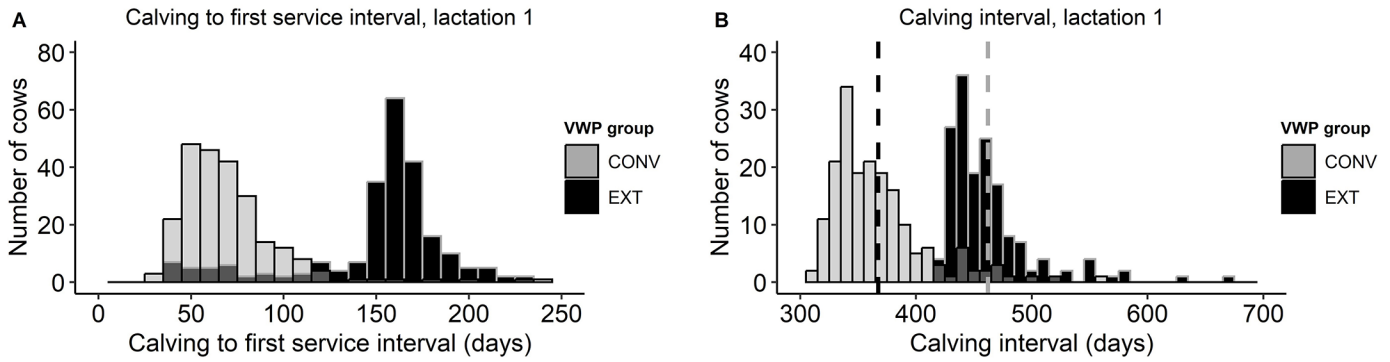 A
Calving to first service interval, lactation 1
80
60
40
20
0
Number of cows
0 50 100 150 200 250
Calving to first service interval (days)
VWP group
CONV
EXT
B
Calving interval, lactation 1
40
30
20
10
0
Number of cows
300 400 500 600 700
Calving interval (days)
VWP group
CONV
EXT